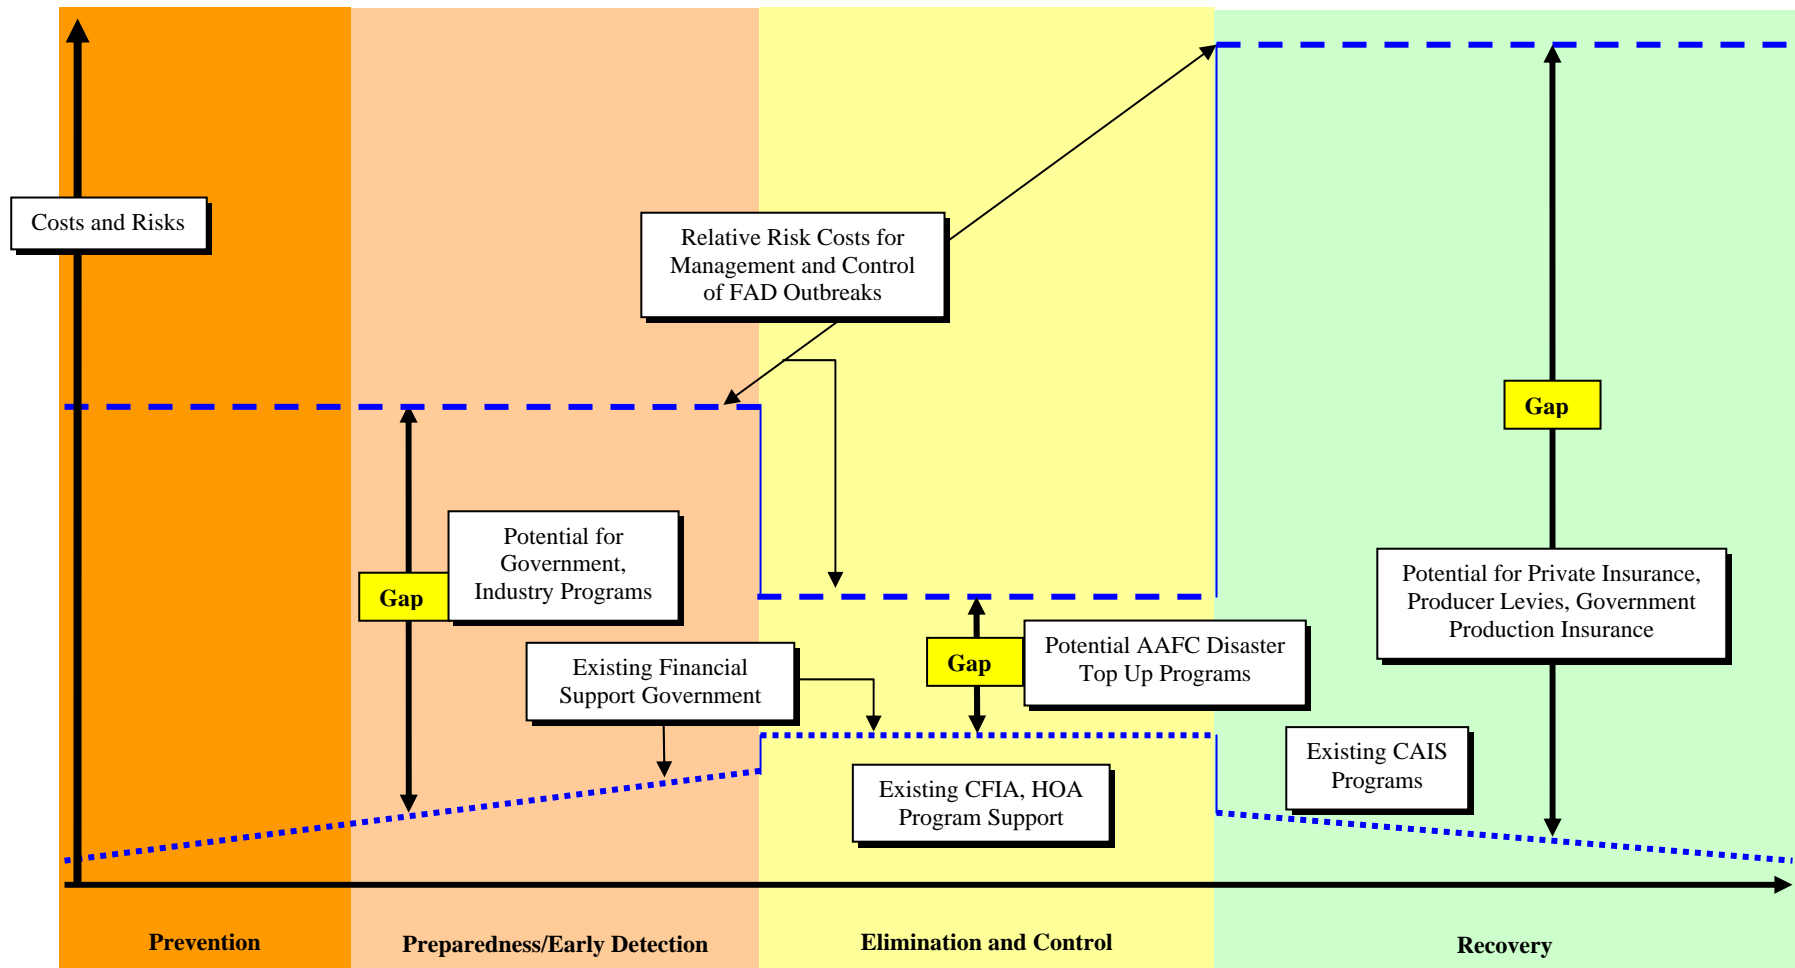 Costs and Risks
Relative Risk Costs for
Management and Control
of FAD Outbreaks
Gap
Potential for
Government,
Industry Programs
Gap
Potential for Private Insurance,
Producer Levies, Government
Production Insurance
Existing Financial
Support Government
Gap
Potential AAFC Disaster
Top Up Programs
Existing CFIA, HOA
Program Support
Existing CAIS
Programs
Prevention
Preparedness/Early Detection
Elimination and Control
Recovery